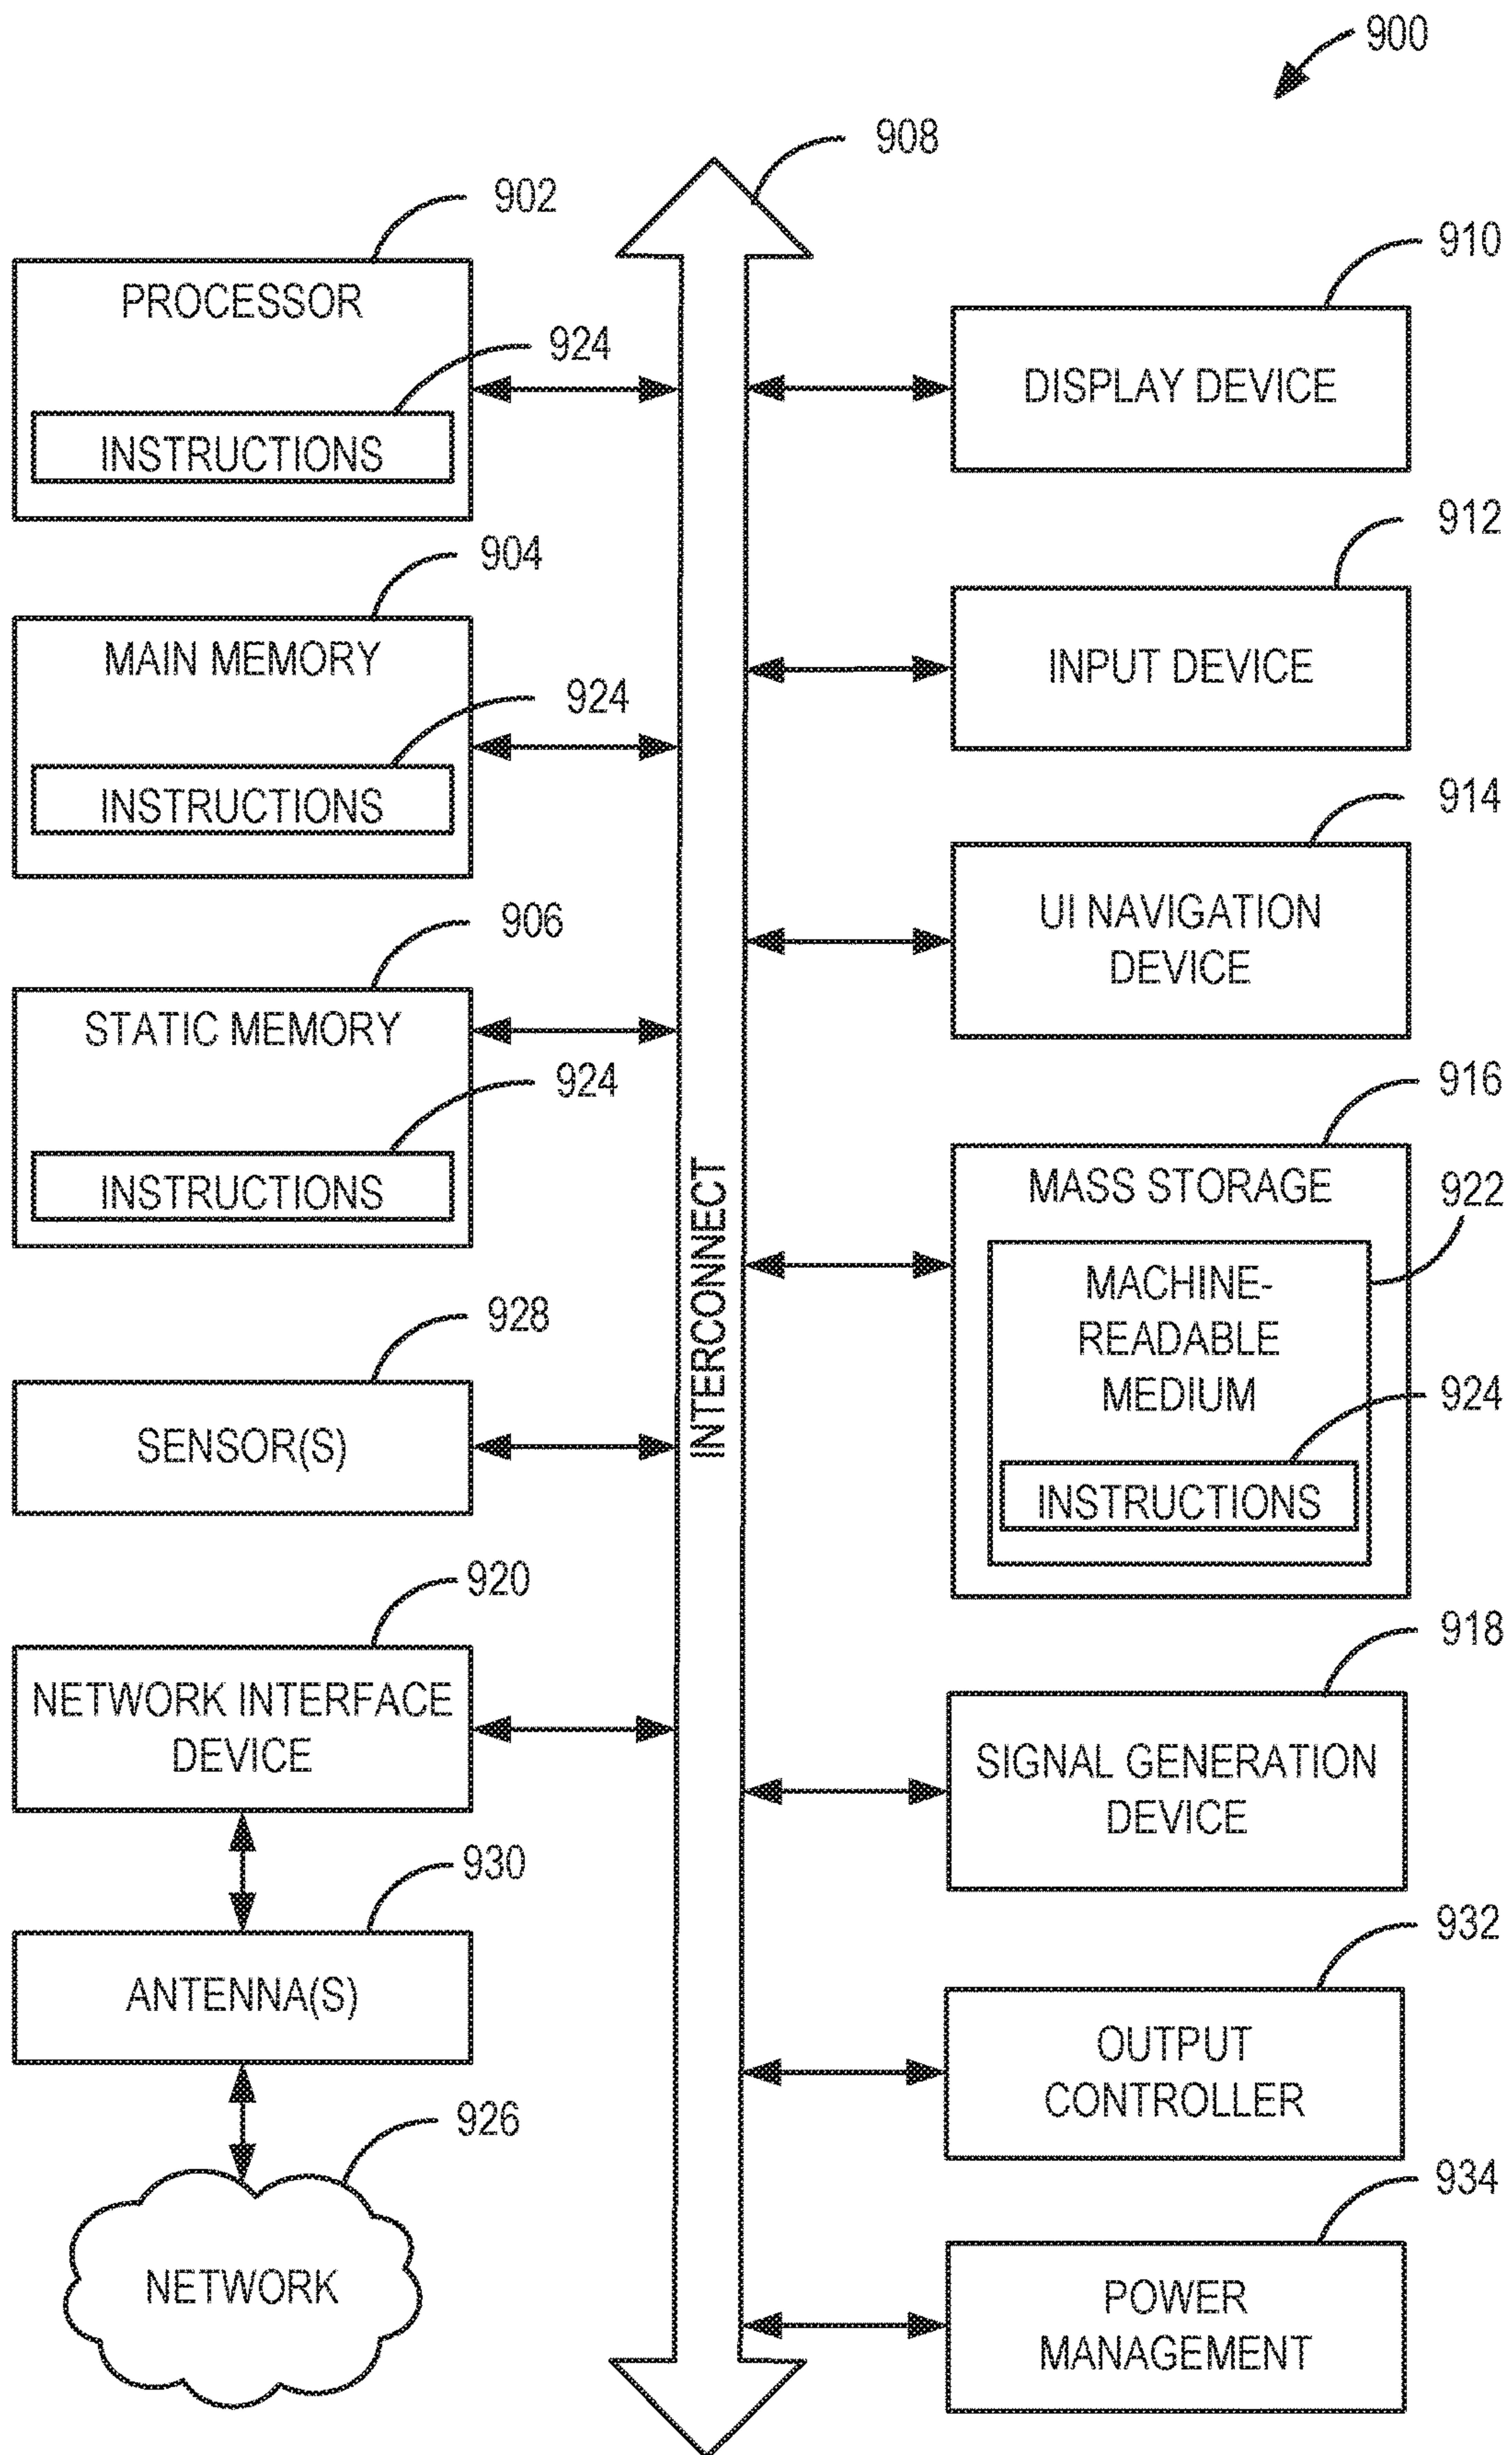 900
908
902
PROCESSOR
924
INSTRUCTIONS
904
MAIN MEMORY
924
INSTRUCTIONS
906
STATIC MEMORY
924
INSTRUCTIONS
928
SENSOR(S)
920
NETWORK INTERFACE
DEVICE
930
ANTENNA(S)
926
NETWORK
INTERCONNECT
910
DISPLAY DEVICE
912
INPUT DEVICE
914
UI NAVIGATION
DEVICE
916
MASS STORAGE
922
MACHINE-
READABLE
MEDIUM
924
INSTRUCTIONS
918
SIGNAL GENERATION
DEVICE
932
OUTPUT
CONTROLLER
934
POWER
MANAGEMENT